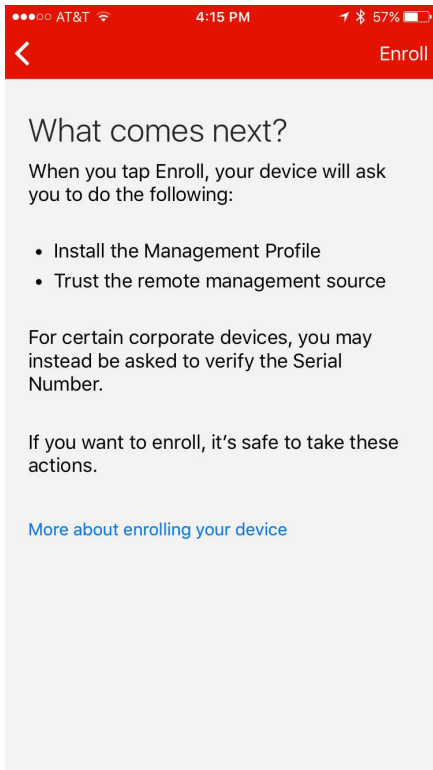 AT&T 4:15 PM 57%
Enroll
What comes next?
When you tap Enroll, your device will ask
you to do the following:
• Install the Management Profile
• Trust the remote management source
For certain corporate devices, you may
instead be asked to verify the Serial
Number.
If you want to enroll, it's safe to take these
actions.
More about enrolling your device